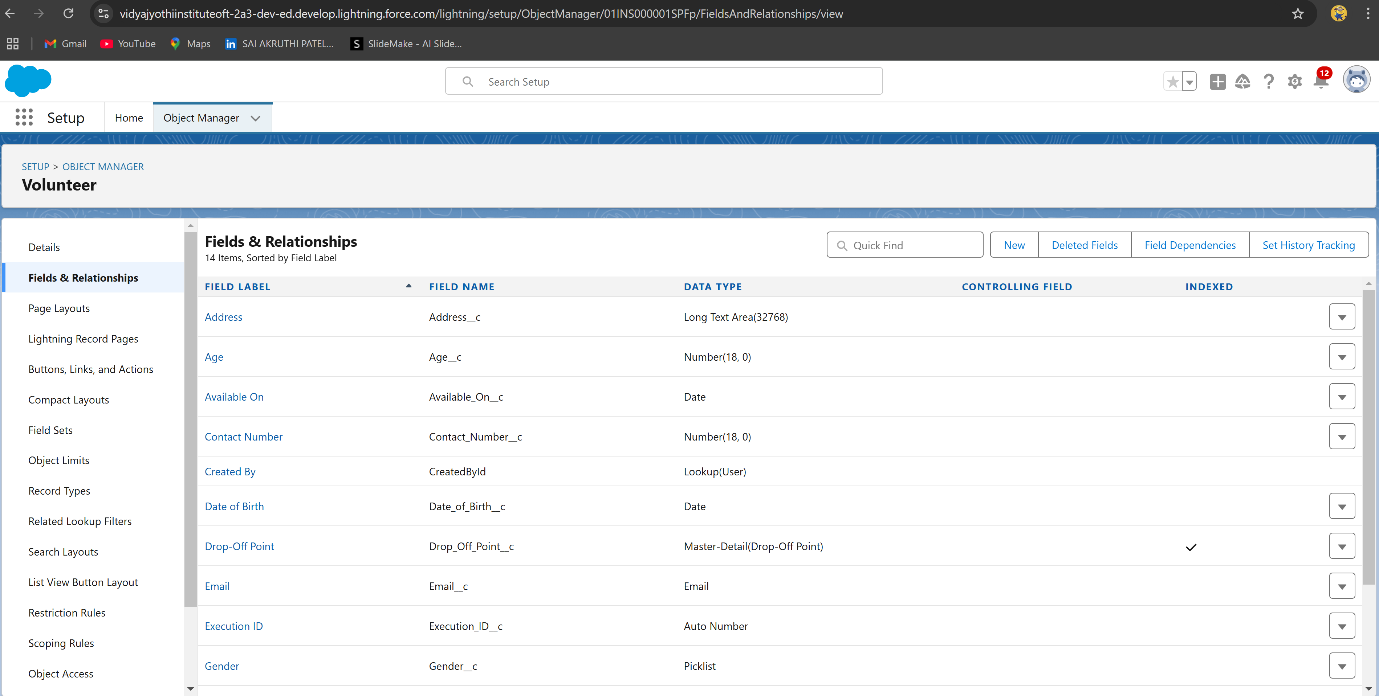 vidyajyothiinstituteoft-2a3-dev-ed.develop.lightning.force.com/lightning/setup/ObjectManager/01INS000001SPFp/FieldsAndRelationships/view
Gmail YouTube Maps in SAI AKRUTHI PATEL... S SlideMake - AI Slide...
Search Setup 12
Setup Home Object Manager
SETUP > OBJECT MANAGER
Volunteer
Details
Fields & Relationships
Page Layouts
Lightning Record Pages
Buttons, Links, and Actions
Compact Layouts
Field Sets
Object Limits
Record Types
Related Lookup Filters
Search Layouts
List View Button Layout
Restriction Rules
Scoping Rules
Object Access
Fields & Relationships
14 Items, Sorted by Field Label
Quick Find New Deleted Fields Field Dependencies Set History Tracking
FIELD LABEL FIELD NAME DATA TYPE CONTROLLING FIELD INDEXED
Address Address__c Long Text Area(32768)
Age Age__c Number(18, 0)
Available On Available_On__c Date
Contact Number Contact_Number__c Number(18, 0)
Created By CreatedById Lookup(User)
Date of Birth Date_of_Birth__c Date
Drop-Off Point Drop_Off_Point__c Master-Detail(Drop-Off Point)
Email Email__c Email
Execution ID Execution_ID__c Auto Number
Gender Gender__c Picklist